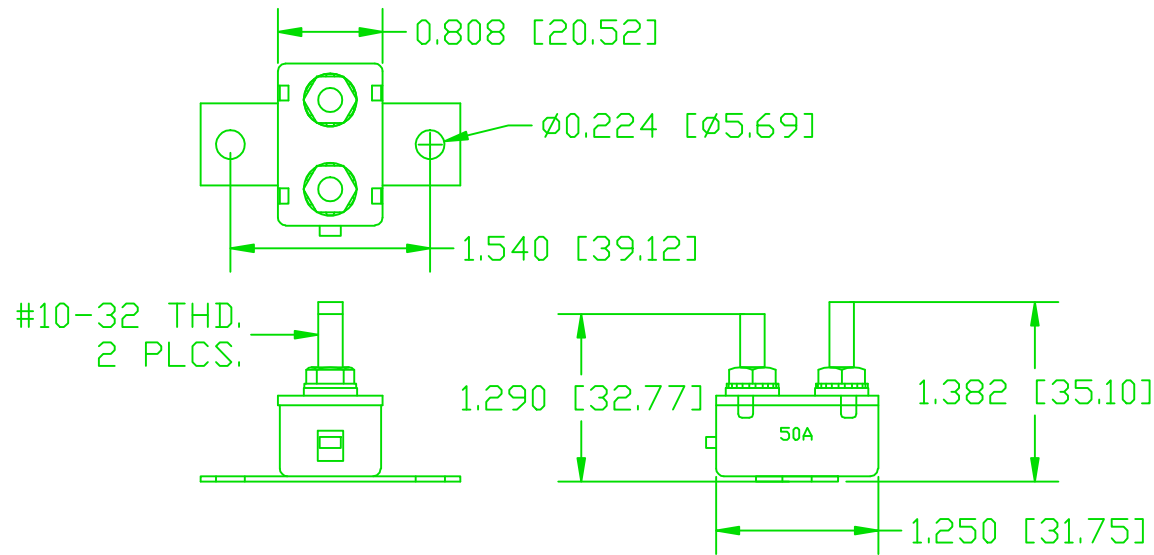 0.808 [20.52]
ø0.224 [ø5.69]
1.540 [39.12]
#10-32 THD.
2 PLCS.
1.290 [32.77]
1.382 [35.10]
50A
1.250 [31.75]